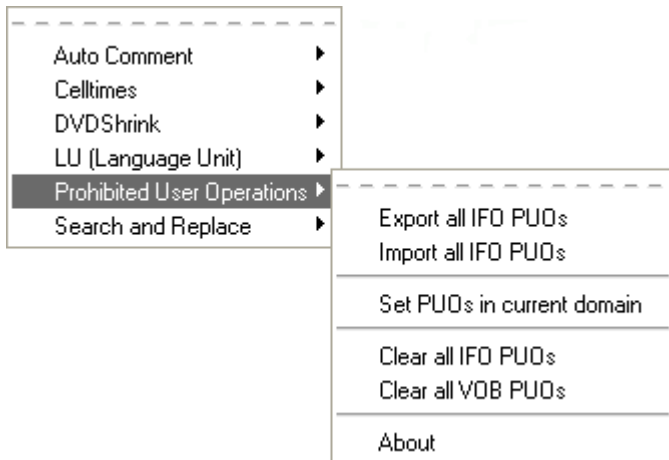 Auto Comment
Celltimes
DVDShrink
LU (Language Unit)
Prohibited User Operations
Search and Replace
Export all IFO PUOs
Import all IFO PUOs
Set PUOs in current domain
Clear all IFO PUOs
Clear all VOB PUOs
About